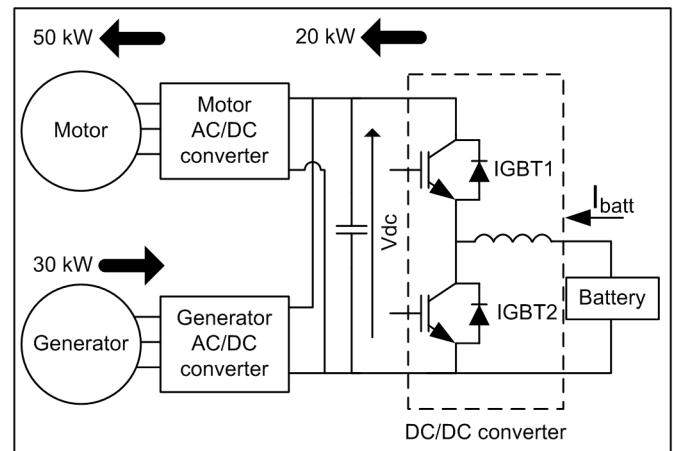 50 kW
20 kW
Motor
Motor
AC/DC
converter
IGBT1
Ibatt
Vdc
30 kW
Generator
Generator
AC/DC
converter
IGBT2
Battery
DC/DC converter